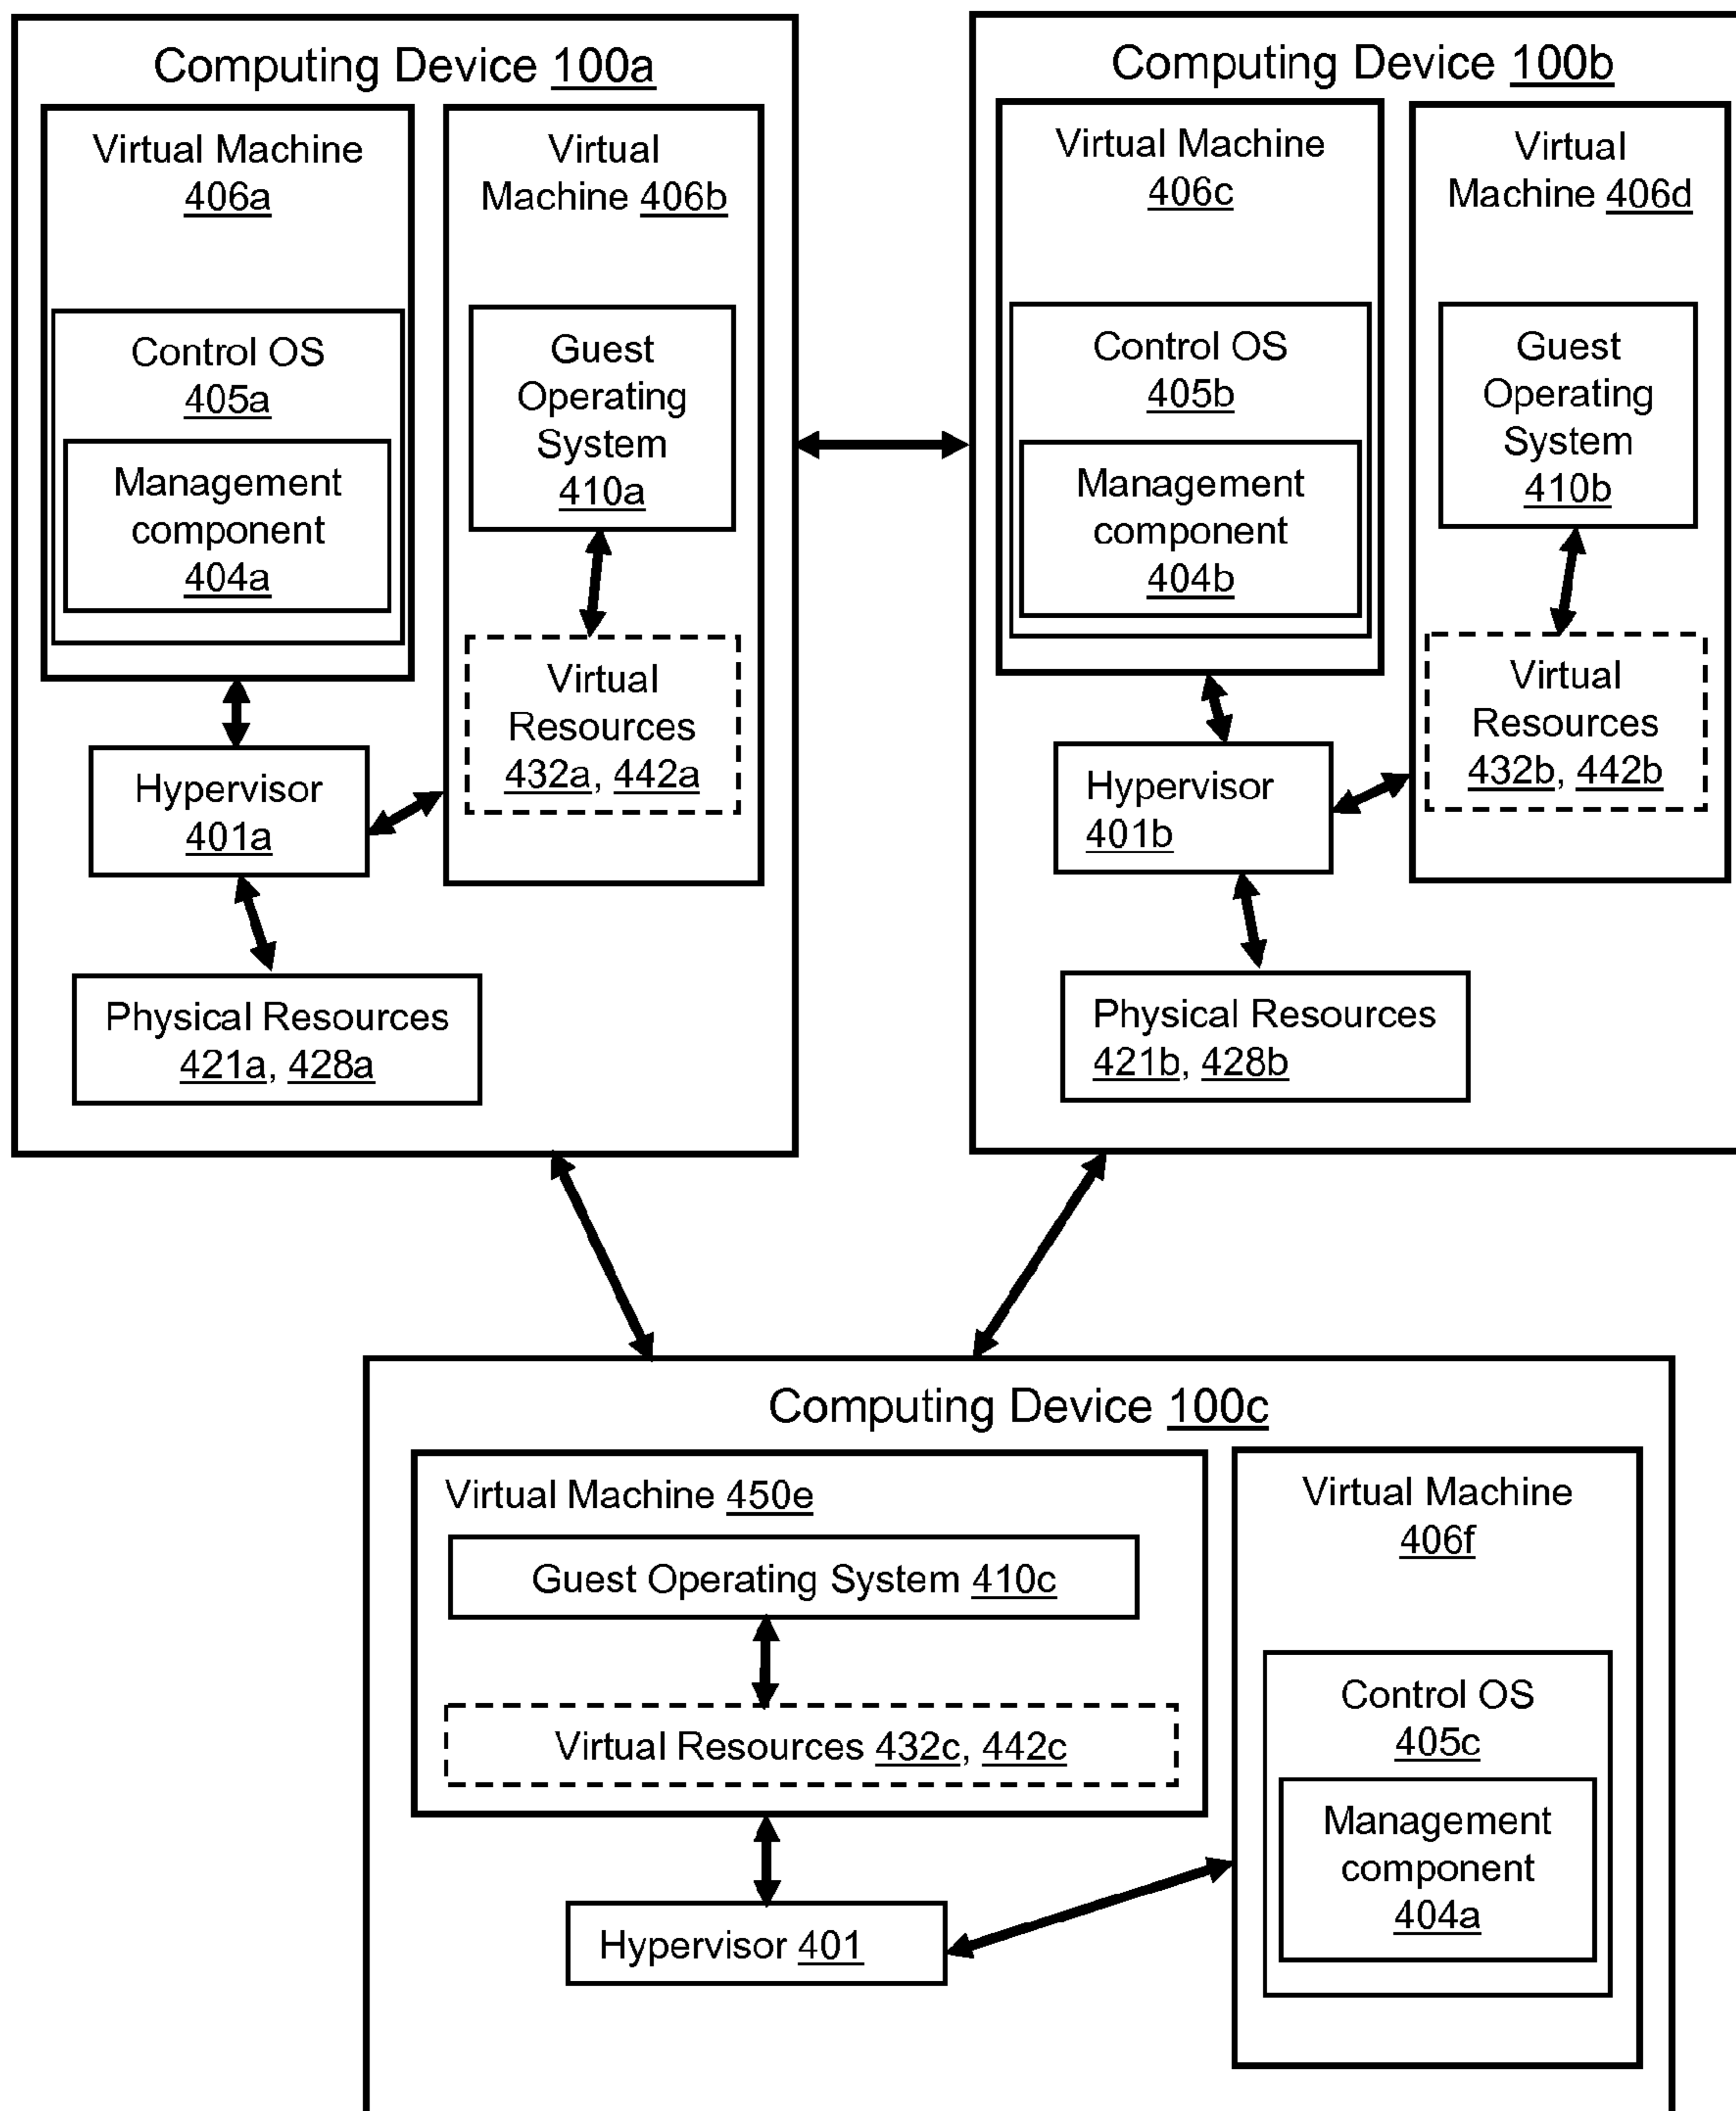 Computing Device 100a
Virtual Machine
406a
Control OS
405a
Management
component
404a
Virtual
Machine 406b
Guest
Operating
System
410a
Virtual
Resources
432a, 442a
Hypervisor
401a
Physical Resources
421a, 428a
Computing Device 100b
Virtual Machine
406c
Control OS
405b
Management
component
404b
Virtual
Machine 406d
Guest
Operating
System
410b
Virtual
Resources
432b, 442b
Hypervisor
401b
Physical Resources
421b, 428b
Computing Device 100c
Virtual Machine 450e
Guest Operating System 410c
Virtual Resources 432c, 442c
Hypervisor 401
Virtual Machine
406f
Control OS
405c
Management
component
404a